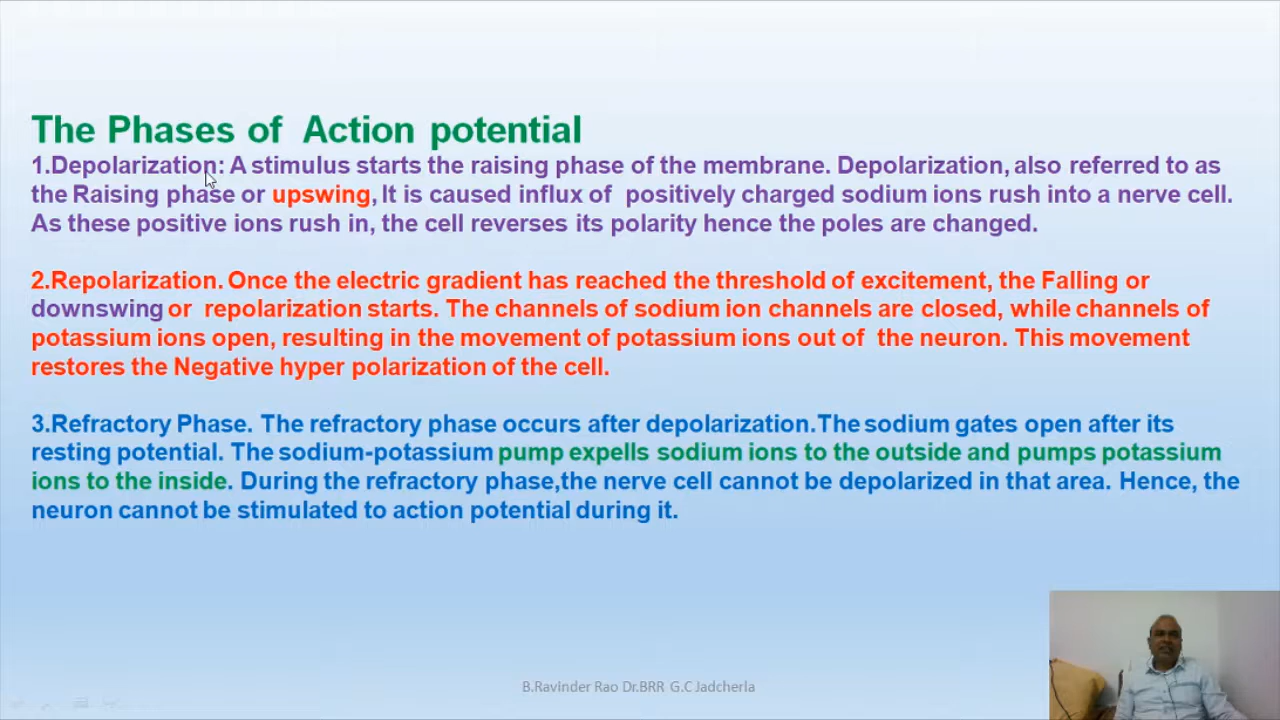 The Phases of Action potential
1.Depolarization: A stimulus starts the raising phase of the membrane. Depolarization, also referred to as
the Raising phase or upswing, It is caused influx of positively charged sodium ions rush into a nerve cell.
As these positive ions rush in, the cell reverses its polarity hence the poles are changed.
2.Repolarization. Once the electric gradient has reached the threshold of excitement, the Falling or
downswing or repolarization starts. The channels of sodium ion channels are closed, while channels of
potassium ions open, resulting in the movement of potassium ions out of the neuron. This movement
restores the Negative hyper polarization of the cell.
3.Refractory Phase. The refractory phase occurs after depolarization.The sodium gates open after its
resting potential. The sodium-potassium pump expells sodium ions to the outside and pumps potassium
ions to the inside. During the refractory phase,the nerve cell cannot be depolarized in that area. Hence, the
neuron cannot be stimulated to action potential during it.
B.Ravinder Rao Dr.BRR G.C Jadcherla